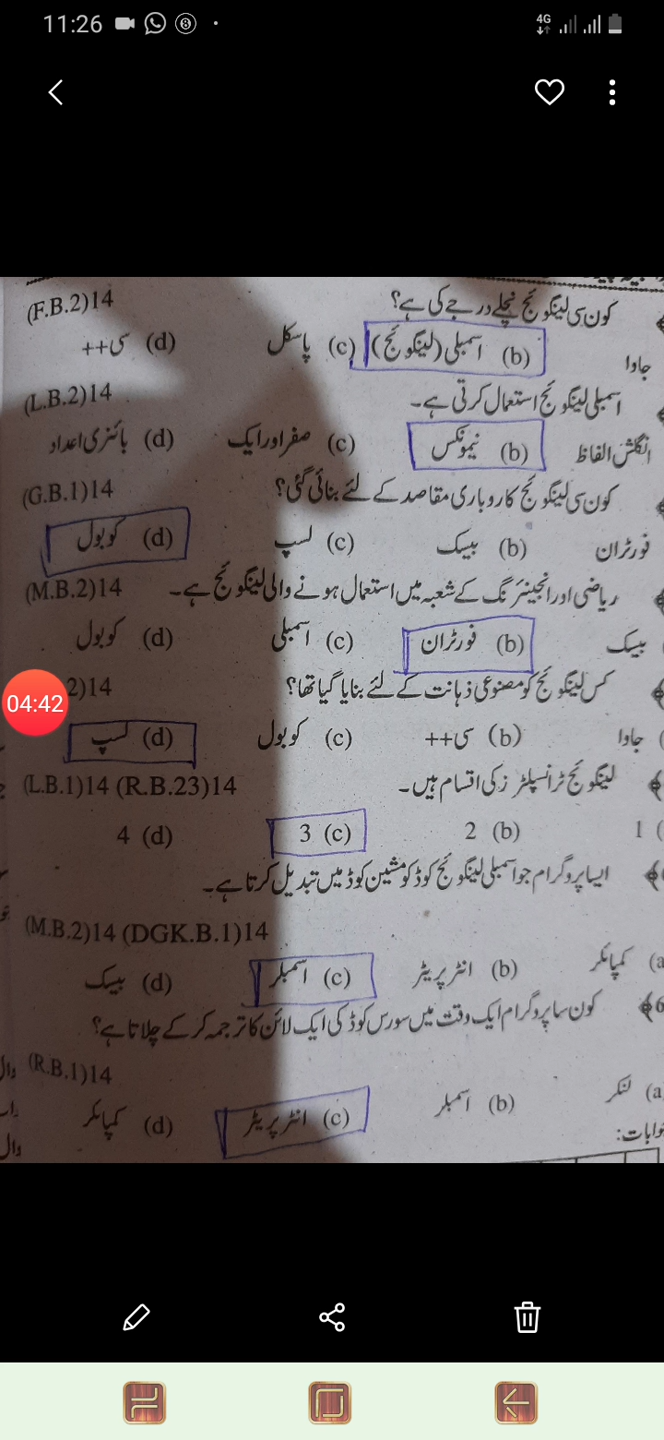 11:26
4G
کون سی لینگوئج نچلے درجے کی ہے؟ (F.B.2)14
جاوا (b) اسمبلی (لینگوئج) (c) پاسکل (d) سی++
اسمبلی لینگوئج استعمال کرتی ہے۔ (L.B.2)14
انگلش الفاظ (b) نیمونکس (c) صفر اور ایک (d) بائنری اعداد
کون سی لینگوئج کاروباری مقاصد کے لئے بنائی گئی؟ (G.B.1)14
فورٹران (b) بیسک (c) لسپ (d) کوبول
ریاضی اور انجینئرنگ کے شعبہ میں استعمال ہونے والی لینگوئج ہے۔ (M.B.2)14
بیسک (b) فورٹران (c) اسمبلی (d) کوبول
کس لینگوئج کو مصنوعی ذہانت کے لئے بنایا گیا تھا؟ 2)14
04:42
جاوا (b) سی++ (c) کوبول (d) لسپ
لینگوئج ٹرانسلیٹرز کی اقسام ہیں۔ (L.B.1)14 (R.B.23)14
1 (b) 2 (c) 3 (d) 4
ایسا پروگرام جو اسمبلی لینگوئج کوڈ کو مشین کوڈ میں تبدیل کرتا ہے۔
(M.B.2)14 (DGK.B.1)14
(a کمپائلر (b) انٹرپریٹر (c) اسمبلر (d) بیسک
6 کون سا پروگرام ایک وقت میں سورس کوڈ کی ایک لائن کا ترجمہ کر کے چلاتا ہے؟
(R.B.1)14
(a لنکر (b) اسمبلر (c) انٹرپریٹر (d) کمپائلر
وابات: